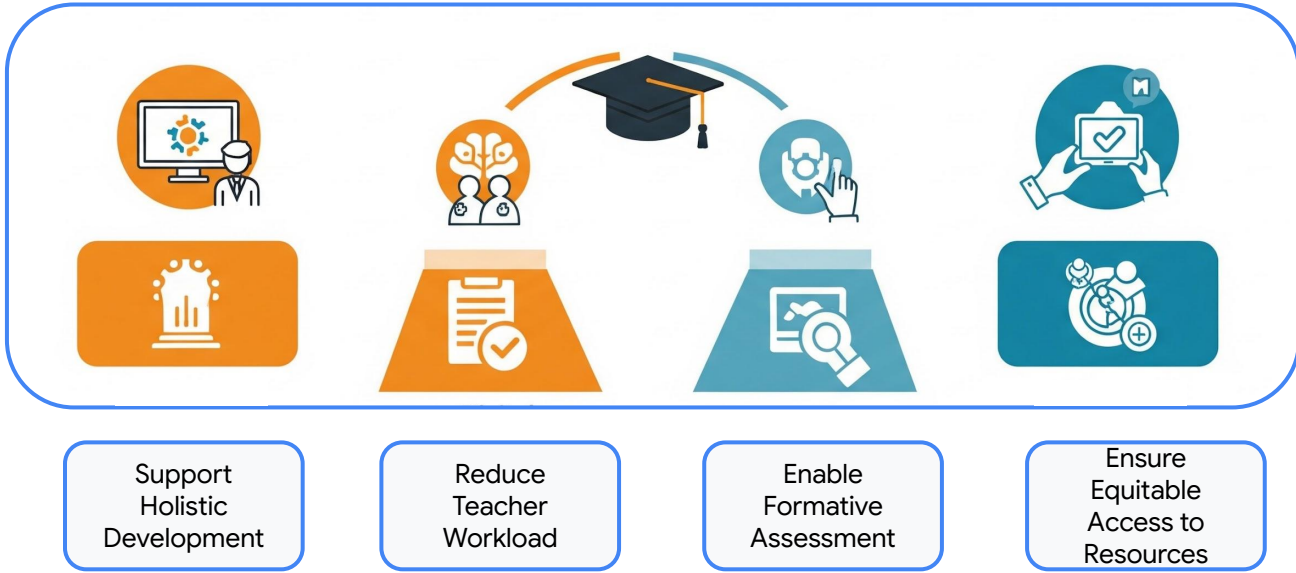 Support
Holistic
Development
Reduce
Teacher
Workload
Enable
Formative
Assessment
Ensure
Equitable
Access to
Resources